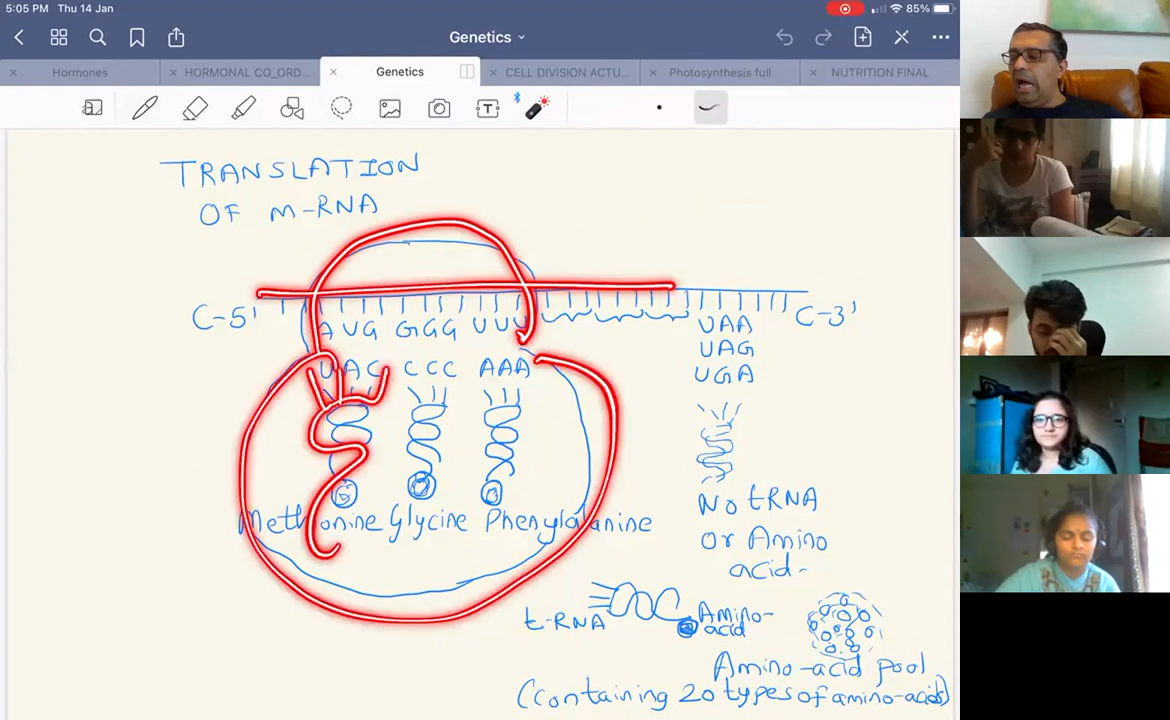 5:05 PM Thu 14 Jan
85%
Genetics
Hormones
HORMONAL CO_ORD...
Genetics
CELL DIVISION ACTU...
Photosynthesis full
NUTRITION FINAL
TRANSLATION
OF m-RNA
C-5' C-3'
AUG GGG UUU UAA
UAG
UAC CCC AAA UGA
Methionine Glycine Phenylalanine
No tRNA
or Amino
acid-
t-RNA Amino-
acid
Amino-acid pool
(containing 20 types of amino-acids)